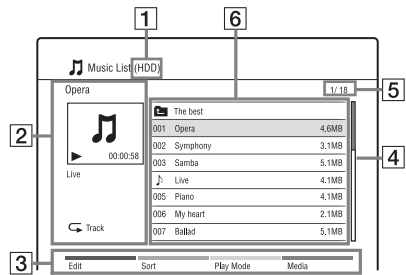 1
6
Music List (HDD)
Opera
1/ 18
5
The best
001 Opera 4.6MB
2
002 Symphony 3.1MB
00:00:58
003 Samba 5.1MB
4
Live
Live 4.1MB
005 Piano 4.1MB
006 My heart 2.1MB
Track
007 Ballad 5.1MB
3
Edit Sort Play Mode Media